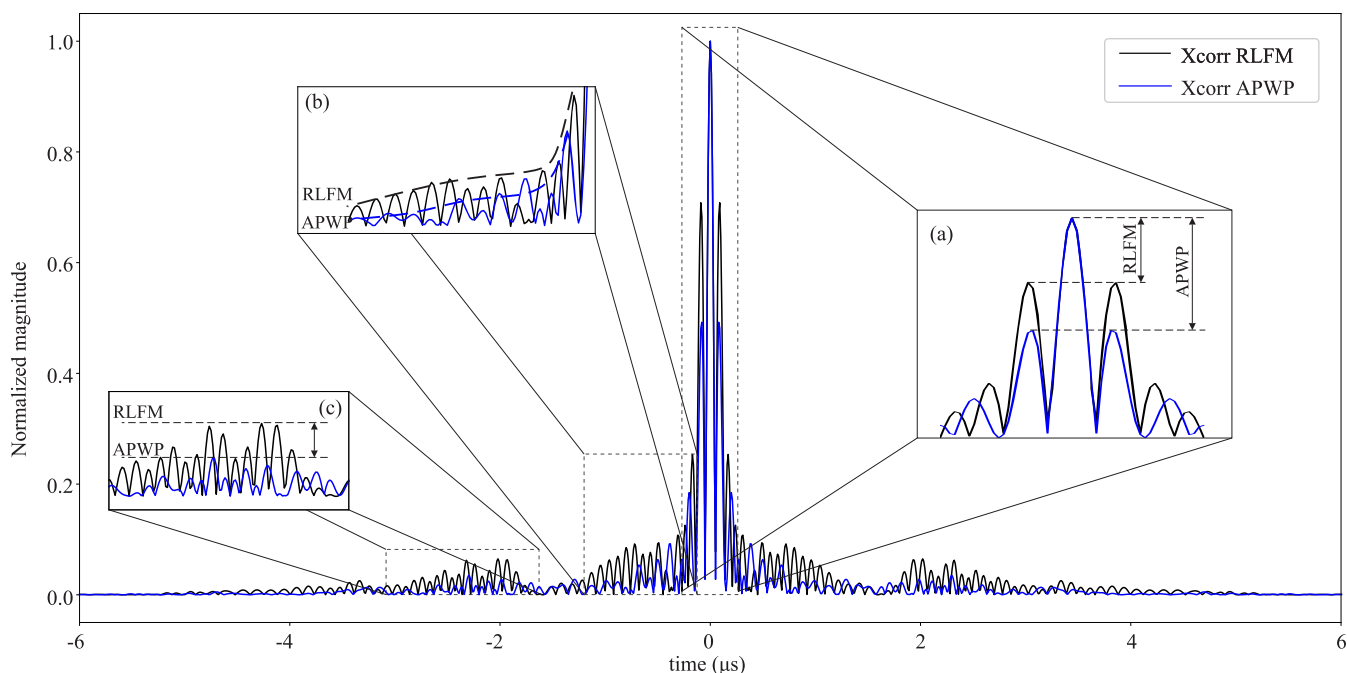 1.0
0.8
0.6
0.4
0.2
0.0
Normalized magnitude
Xcorr RLFM
Xcorr APWP
(b)
RLFM
APWP
(a)
RLFM
APWP
(c)
RLFM
APWP
-6
-4
-2
0
2
4
6
time (μs)